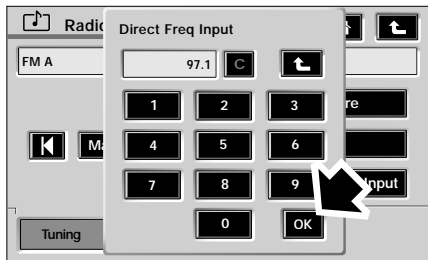 Radio
Direct Freq Input
FM A
97.1 C
1 2 3
re
Ma
4 5 6
7 8 9
Input
0 OK
Tuning